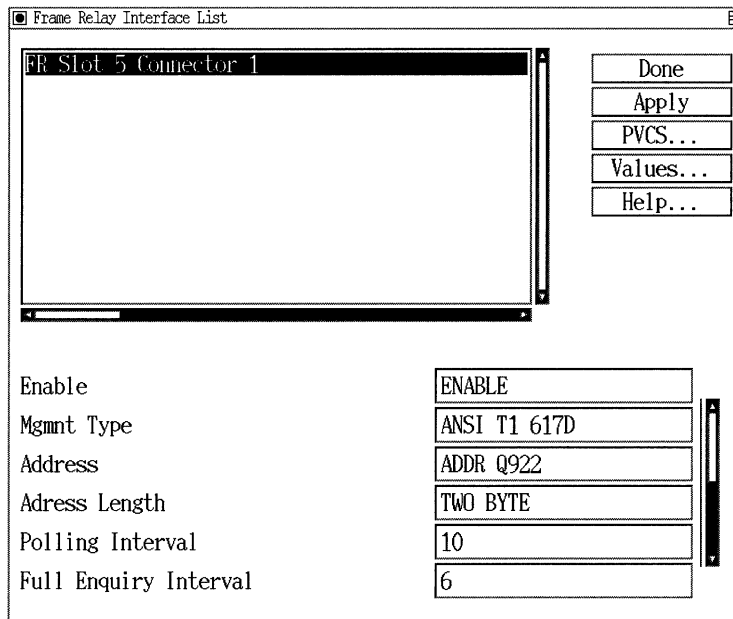 Frame Relay Interface List
FR Slot 5 Connector 1
Done
Apply
PVCS...
Values...
Help...
Enable ENABLE
Mgmnt Type ANSI T1 617D
Address ADDR Q922
Adress Length TWO BYTE
Polling Interval 10
Full Enquiry Interval 6